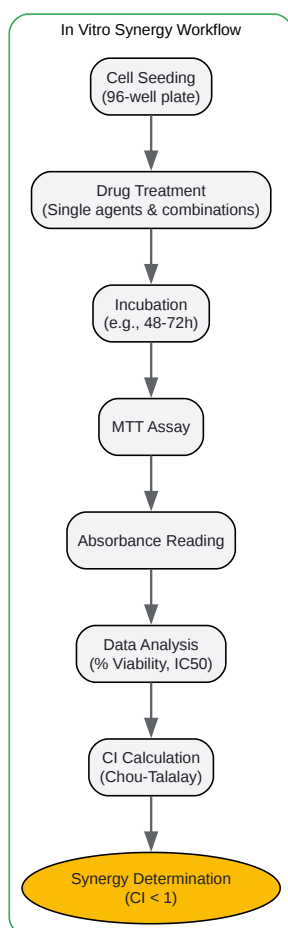 In Vitro Synergy Workflow
Cell Seeding
(96-well plate)
Drug Treatment
(Single agents & combinations)
Incubation
(e.g., 48-72h)
MTT Assay
Absorbance Reading
Data Analysis
(% Viability, IC50)
CI Calculation
(Chou-Talalay)
Synergy Determination
(CI < 1)